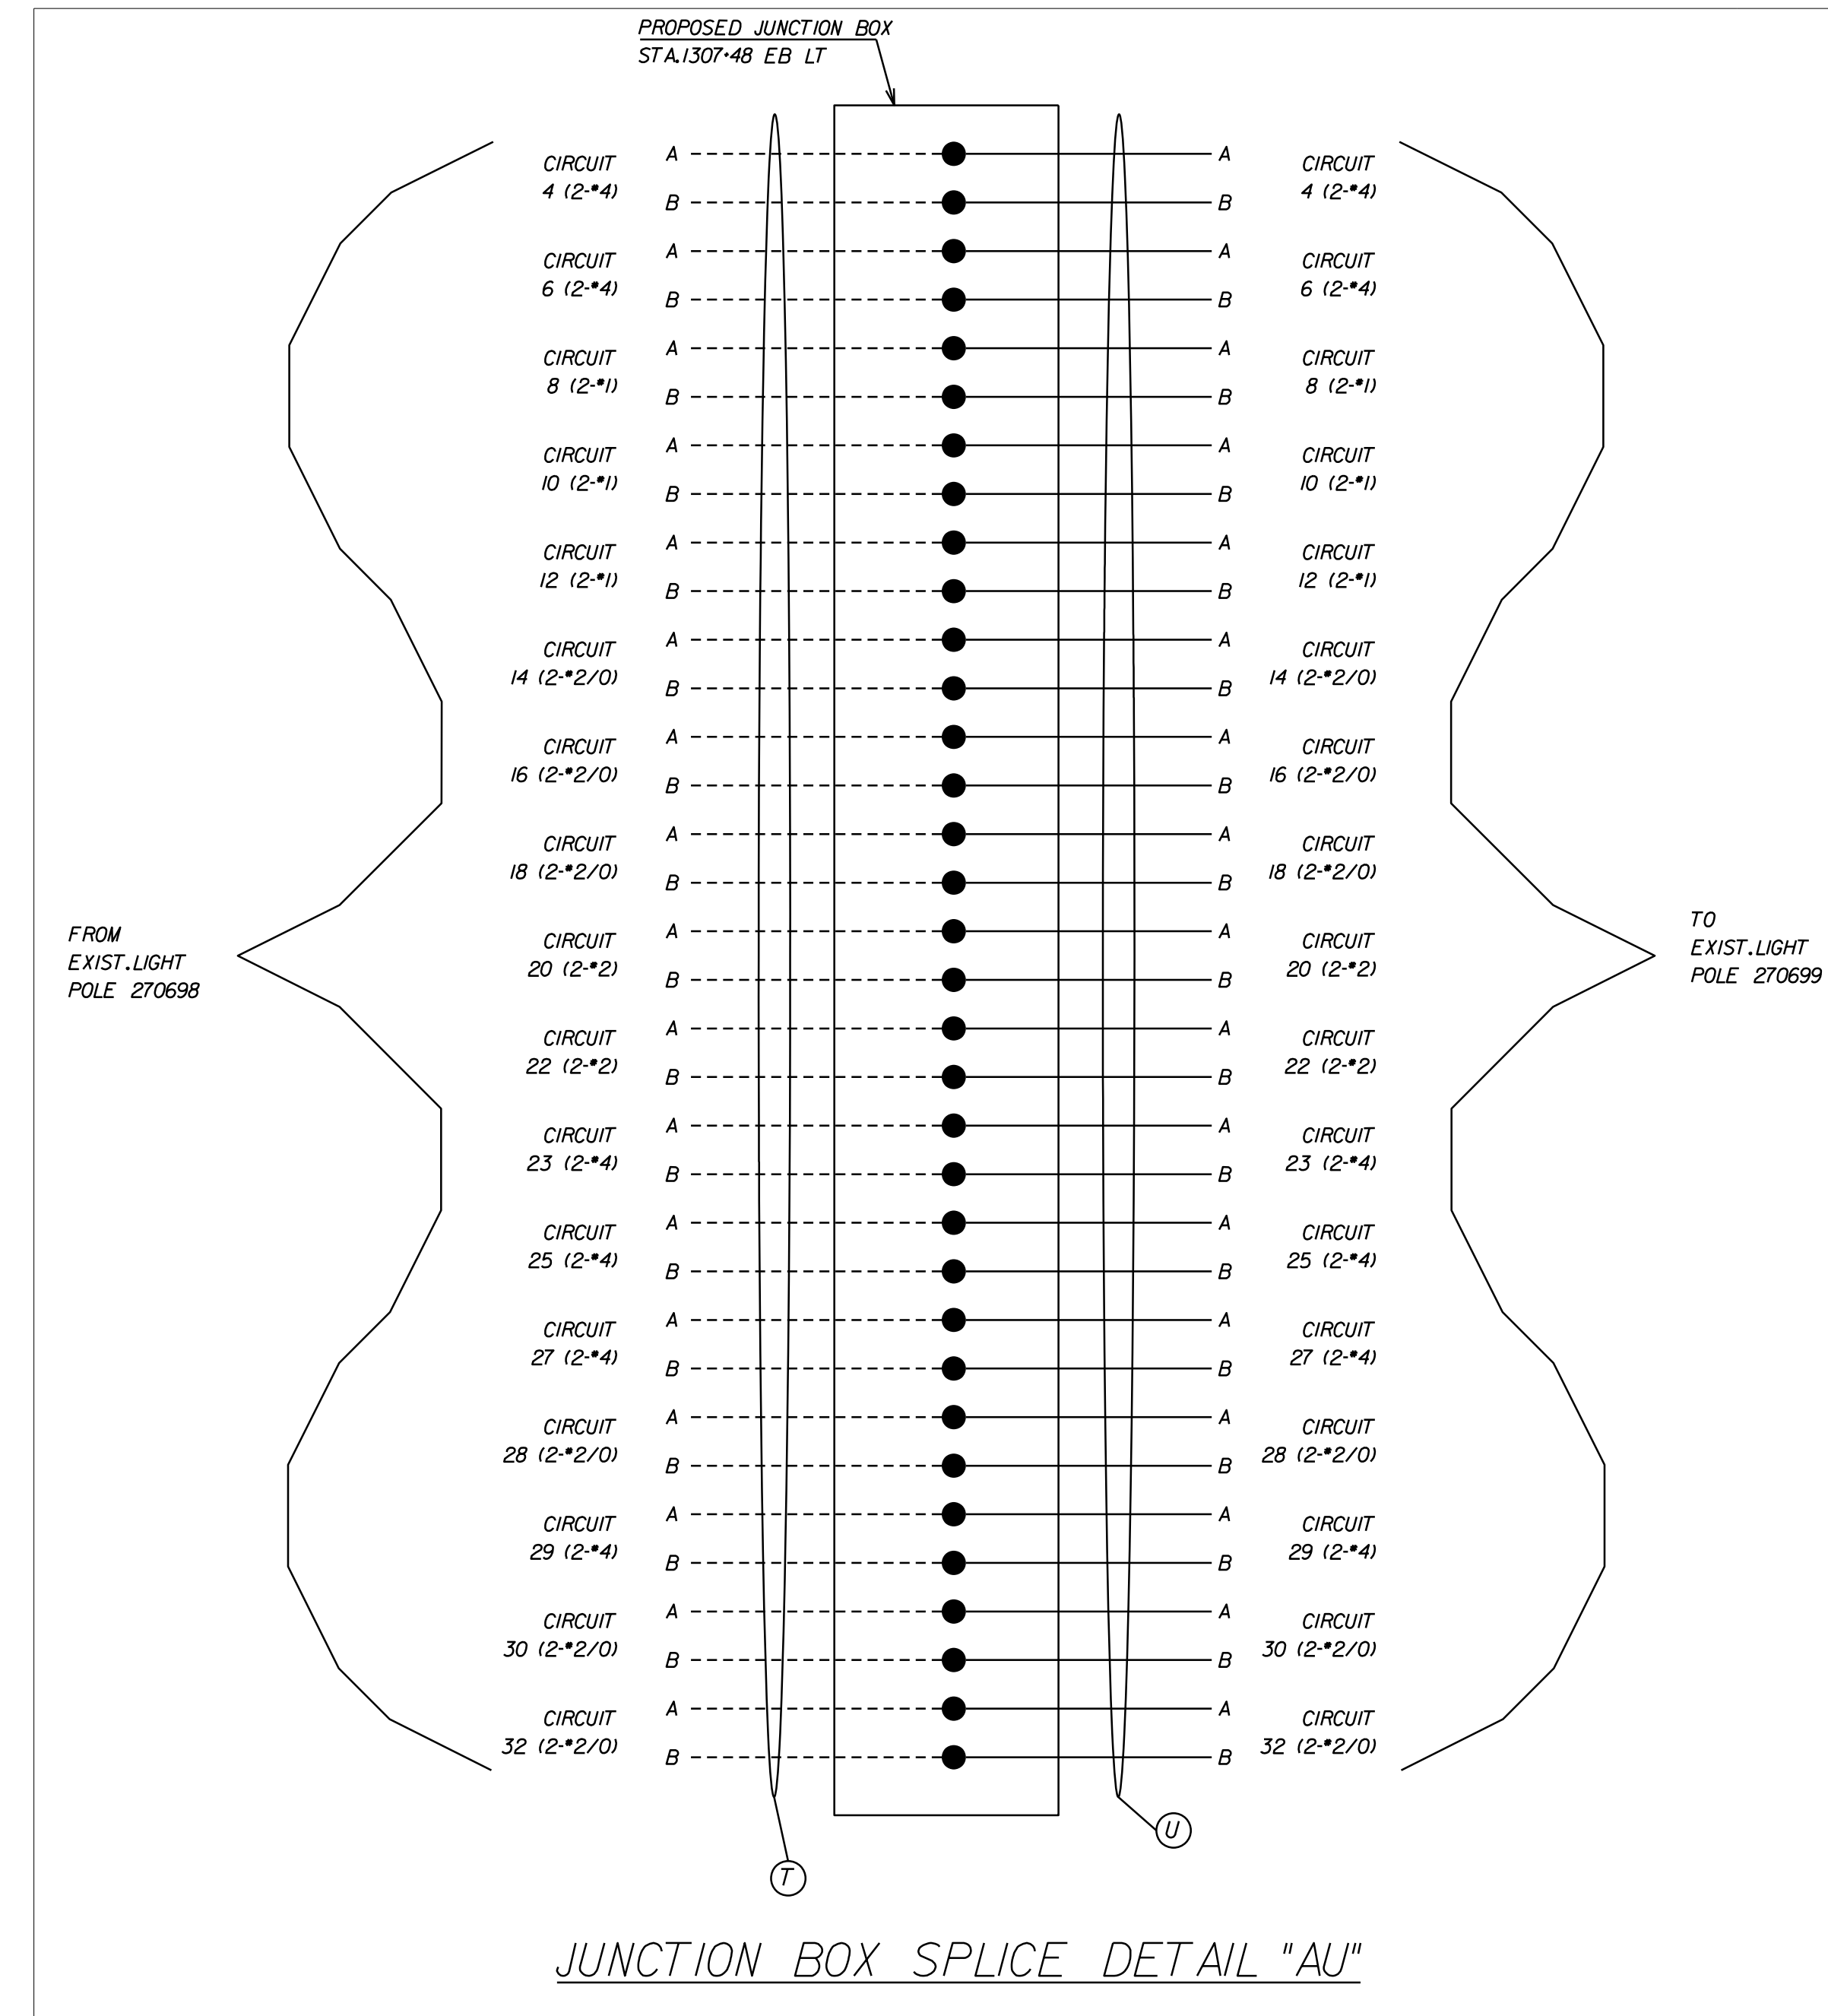 PROPOSED JUNCTION BOX
STA.1307+48 EB LT
CIRCUIT A A CIRCUIT
4 (2-#4) B B 4 (2-#4)
CIRCUIT A A CIRCUIT
6 (2-#4) B B 6 (2-#4)
CIRCUIT A A CIRCUIT
8 (2-#1) B B 8 (2-#1)
CIRCUIT A A CIRCUIT
10 (2-#1) B B 10 (2-#1)
CIRCUIT A A CIRCUIT
12 (2-#1) B B 12 (2-#1)
CIRCUIT A A CIRCUIT
14 (2-#2/0) B B 14 (2-#2/0)
CIRCUIT A A CIRCUIT
16 (2-#2/0) B B 16 (2-#2/0)
CIRCUIT A A CIRCUIT
18 (2-#2/0) B B 18 (2-#2/0)
FROM
EXIST.LIGHT
POLE 270698
CIRCUIT A A CIRCUIT
20 (2-#2) B B 20 (2-#2)
TO
EXIST.LIGHT
POLE 270699
CIRCUIT A A CIRCUIT
22 (2-#2) B B 22 (2-#2)
CIRCUIT A A CIRCUIT
23 (2-#4) B B 23 (2-#4)
CIRCUIT A A CIRCUIT
25 (2-#4) B B 25 (2-#4)
CIRCUIT A A CIRCUIT
27 (2-#4) B B 27 (2-#4)
CIRCUIT A A CIRCUIT
28 (2-#2/0) B B 28 (2-#2/0)
CIRCUIT A A CIRCUIT
29 (2-#4) B B 29 (2-#4)
CIRCUIT A A CIRCUIT
30 (2-#2/0) B B 30 (2-#2/0)
CIRCUIT A A CIRCUIT
32 (2-#2/0) B B 32 (2-#2/0)
U
T
JUNCTION BOX SPLICE DETAIL "AU"